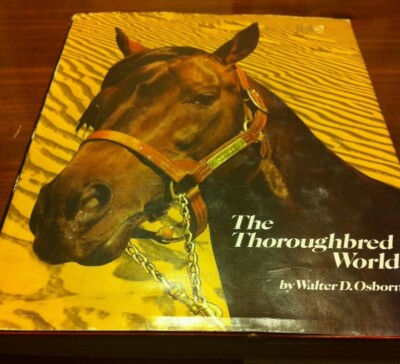 The
Thoroughbred
World
by Walter D. Osborn